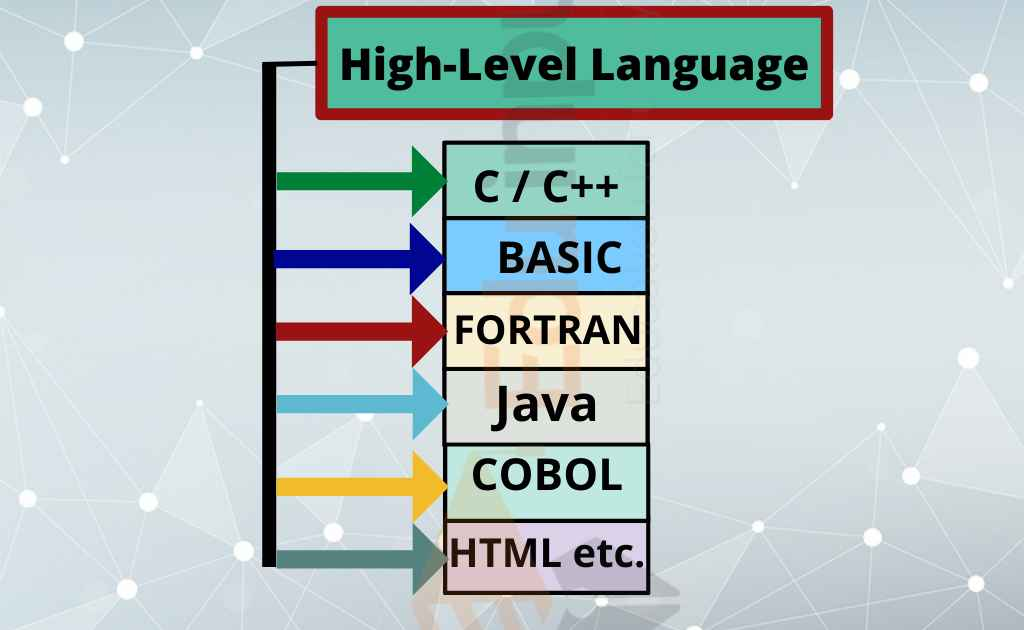 High-Level Language
C / C++
BASIC
FORTRAN
Java
COBOL
HTML etc.